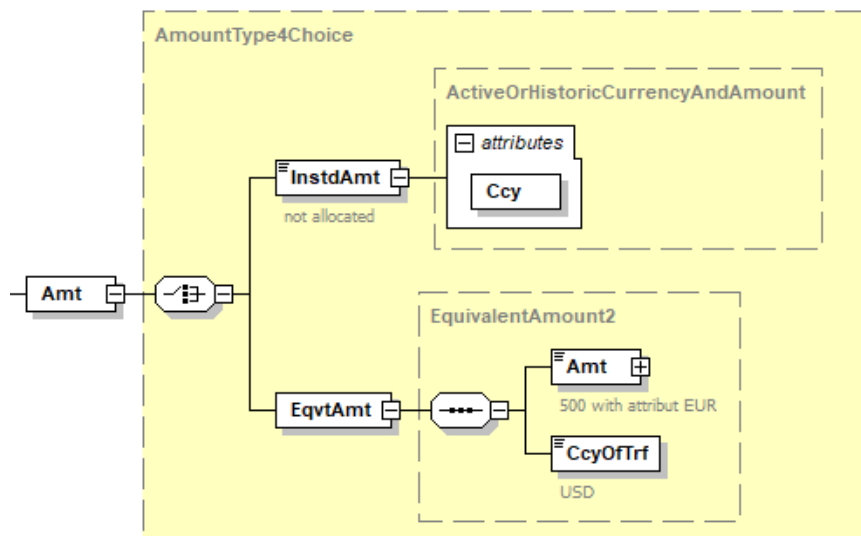 AmountType4Choice
ActiveOrHistoricCurrencyAndAmount
attributes
InstdAmt
Ccy
not allocated
Amt
EquivalentAmount2
Amt
500 with attribut EUR
EqvtAmt
CcyOfTrf
USD